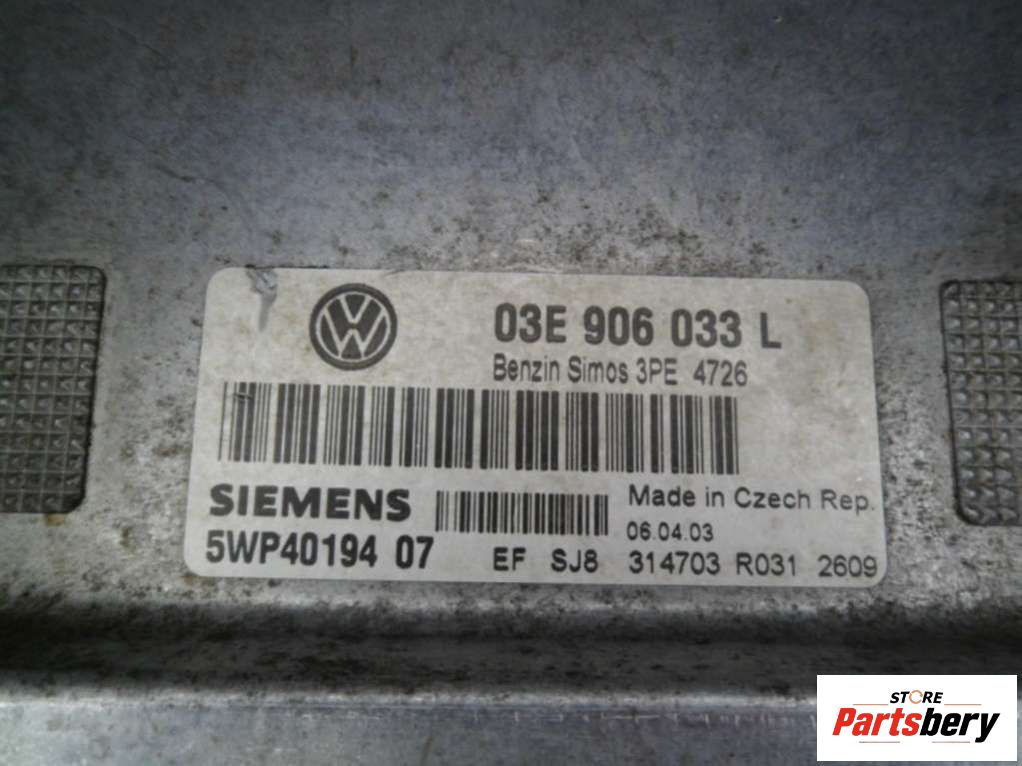 03E 906 033 L
Benzin Simos 3PE 4726
SIEMENS
Made in Czech Rep.
06.04.03
5WP40194 07
EF SJ8 314703 R031 2609
STORE
Partsbery